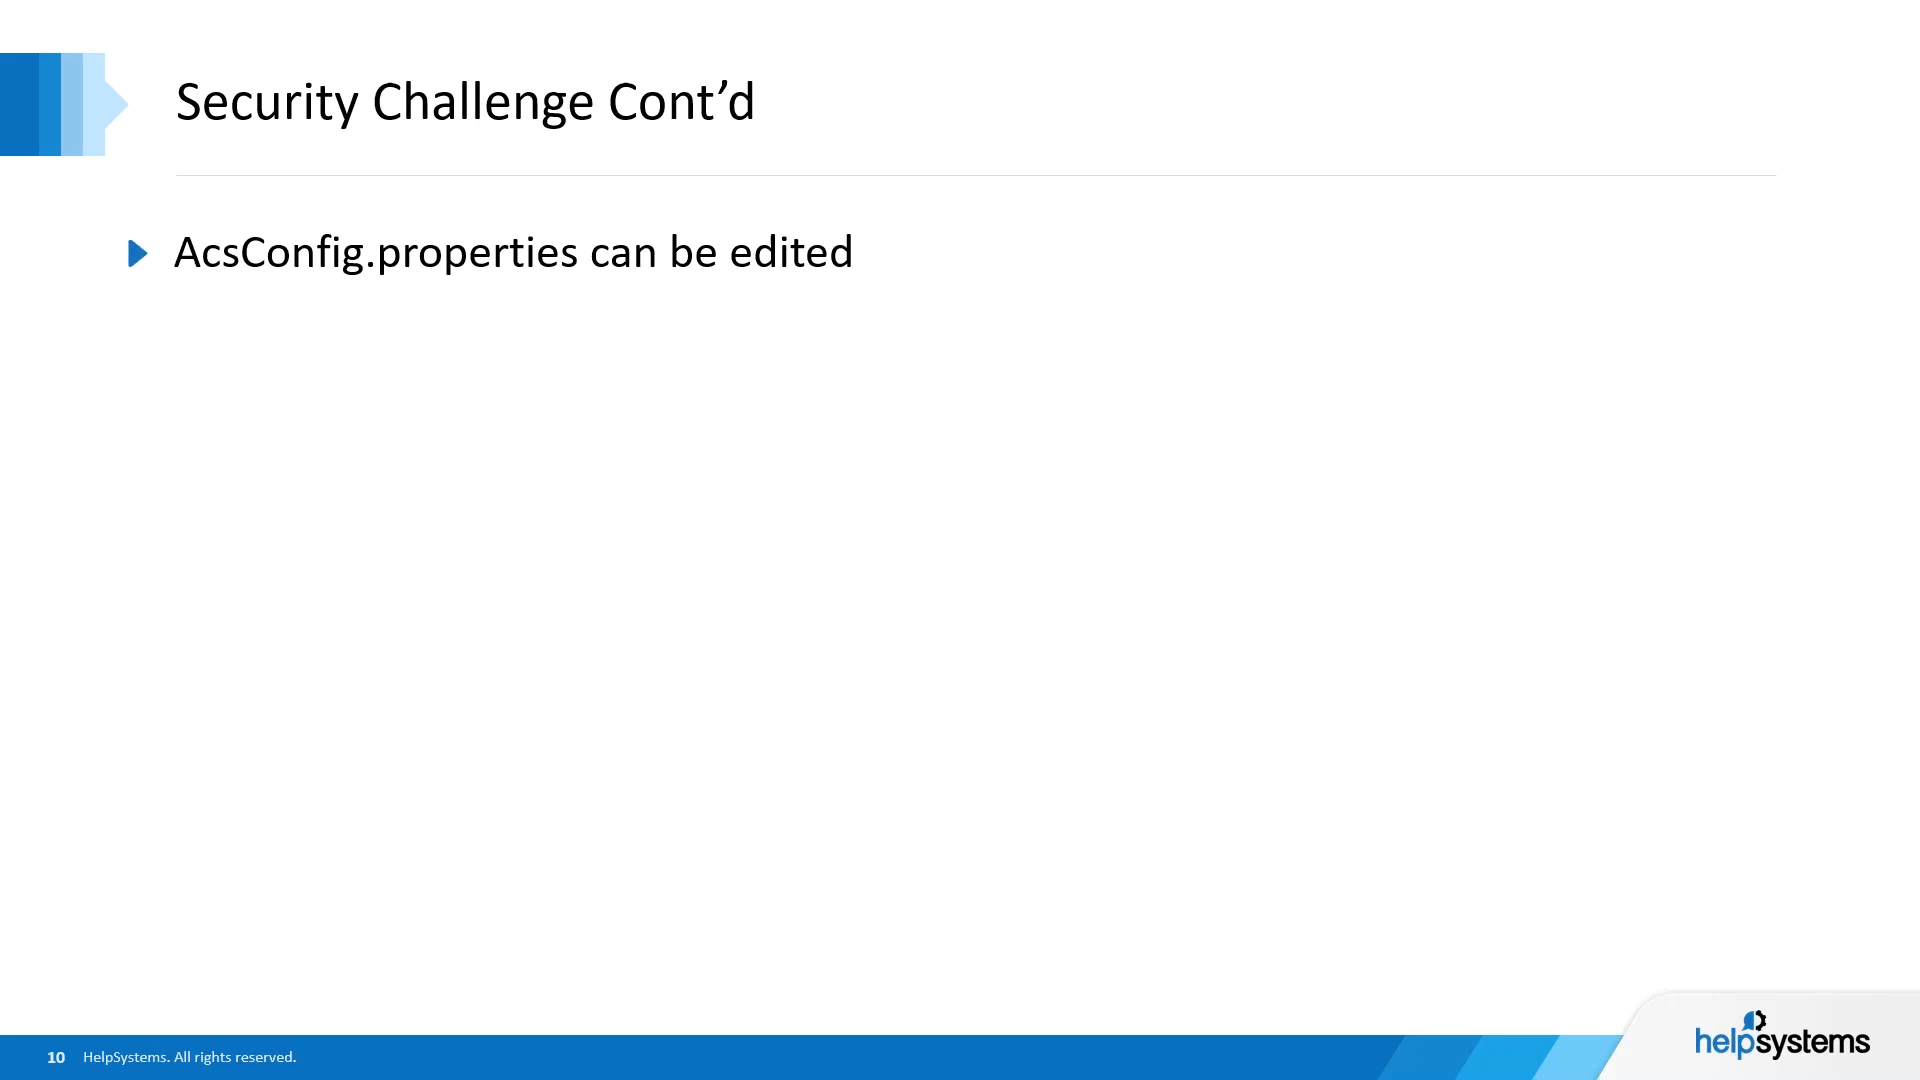 Security Challenge Cont’d
AcsConfig.properties can be edited
10 HelpSystems. All rights reserved.
helpsystems